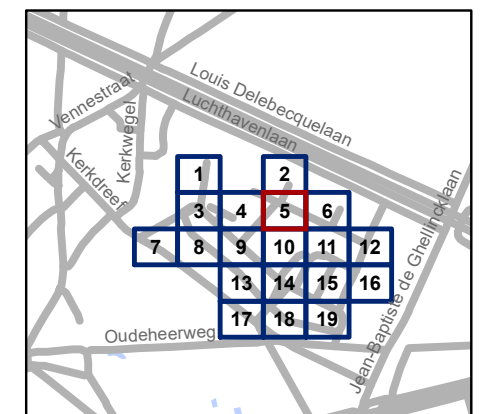 Louis Delebecquelaan
Luchthavenlaan
Vennestraat
Kerkwegel
Kerkdreef
1
2
3
4
5
6
7
8
9
10
11
12
13
14
15
16
17
18
19
Oudeheerweg
Jean-Baptiste de Ghellincklaan